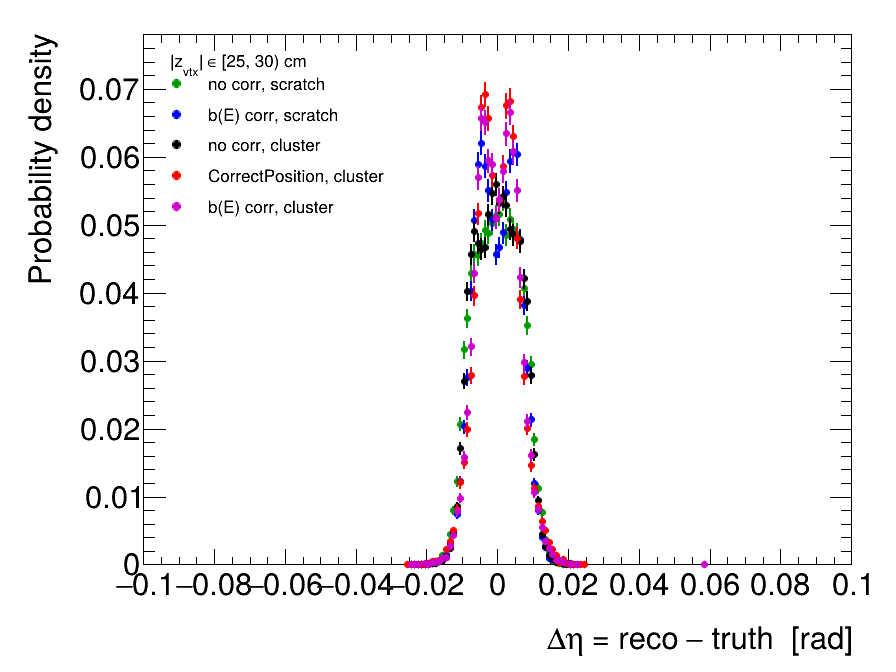 Probability density
|z_vtx| ∈ [25, 30) cm
no corr, scratch
b(E) corr, scratch
no corr, cluster
CorrectPosition, cluster
b(E) corr, cluster
0.07
0.06
0.05
0.04
0.03
0.02
0.01
0
−0.1 −0.08 −0.06 −0.04 −0.02 0 0.02 0.04 0.06 0.08 0.1
Δη = reco − truth [rad]